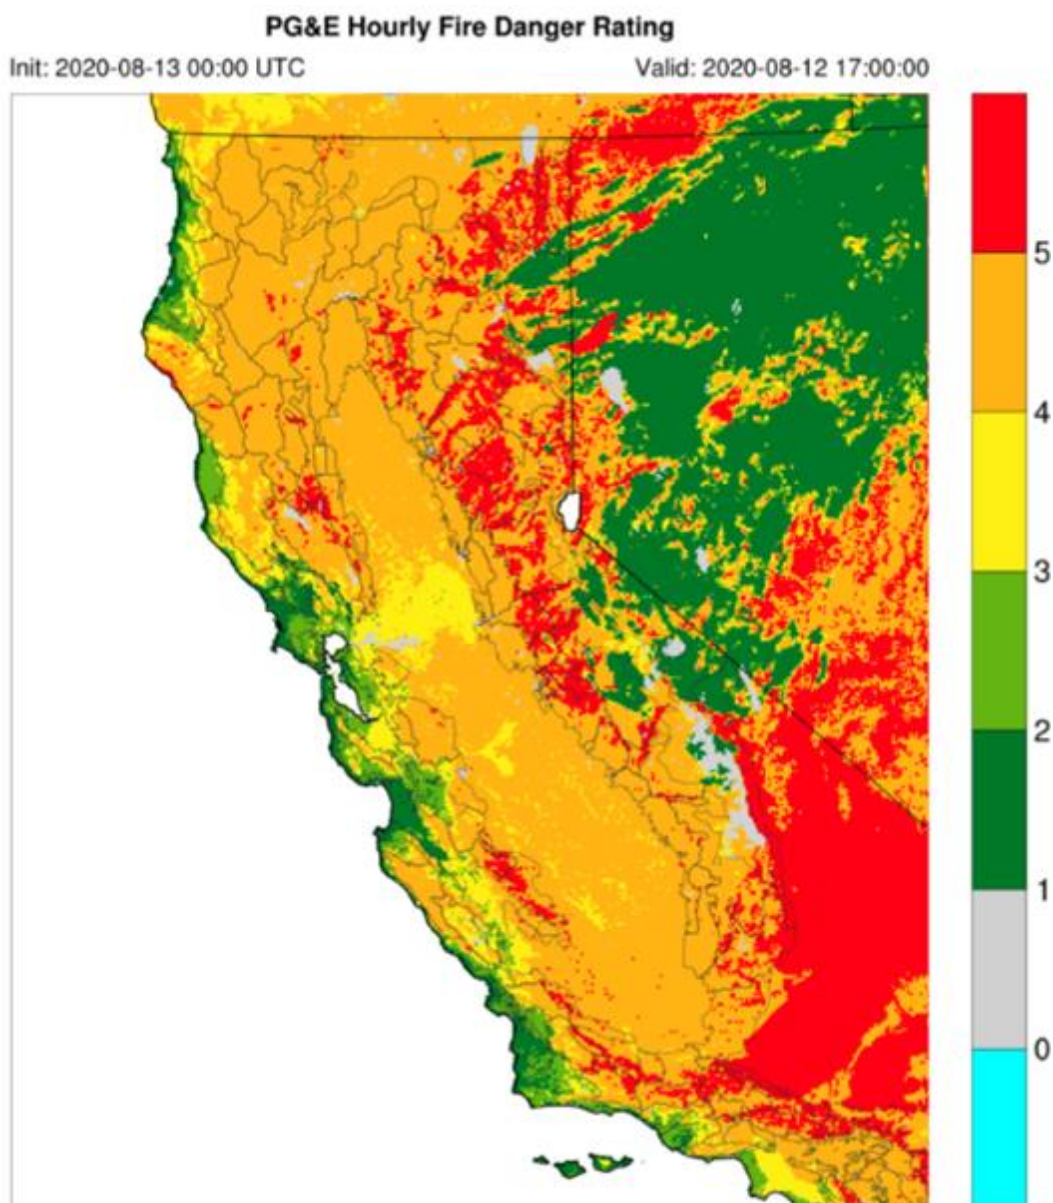 PG&E Hourly Fire Danger Rating
Init: 2020-08-13 00:00 UTC
Valid: 2020-08-12 17:00:00
5
4
3
2
1
0